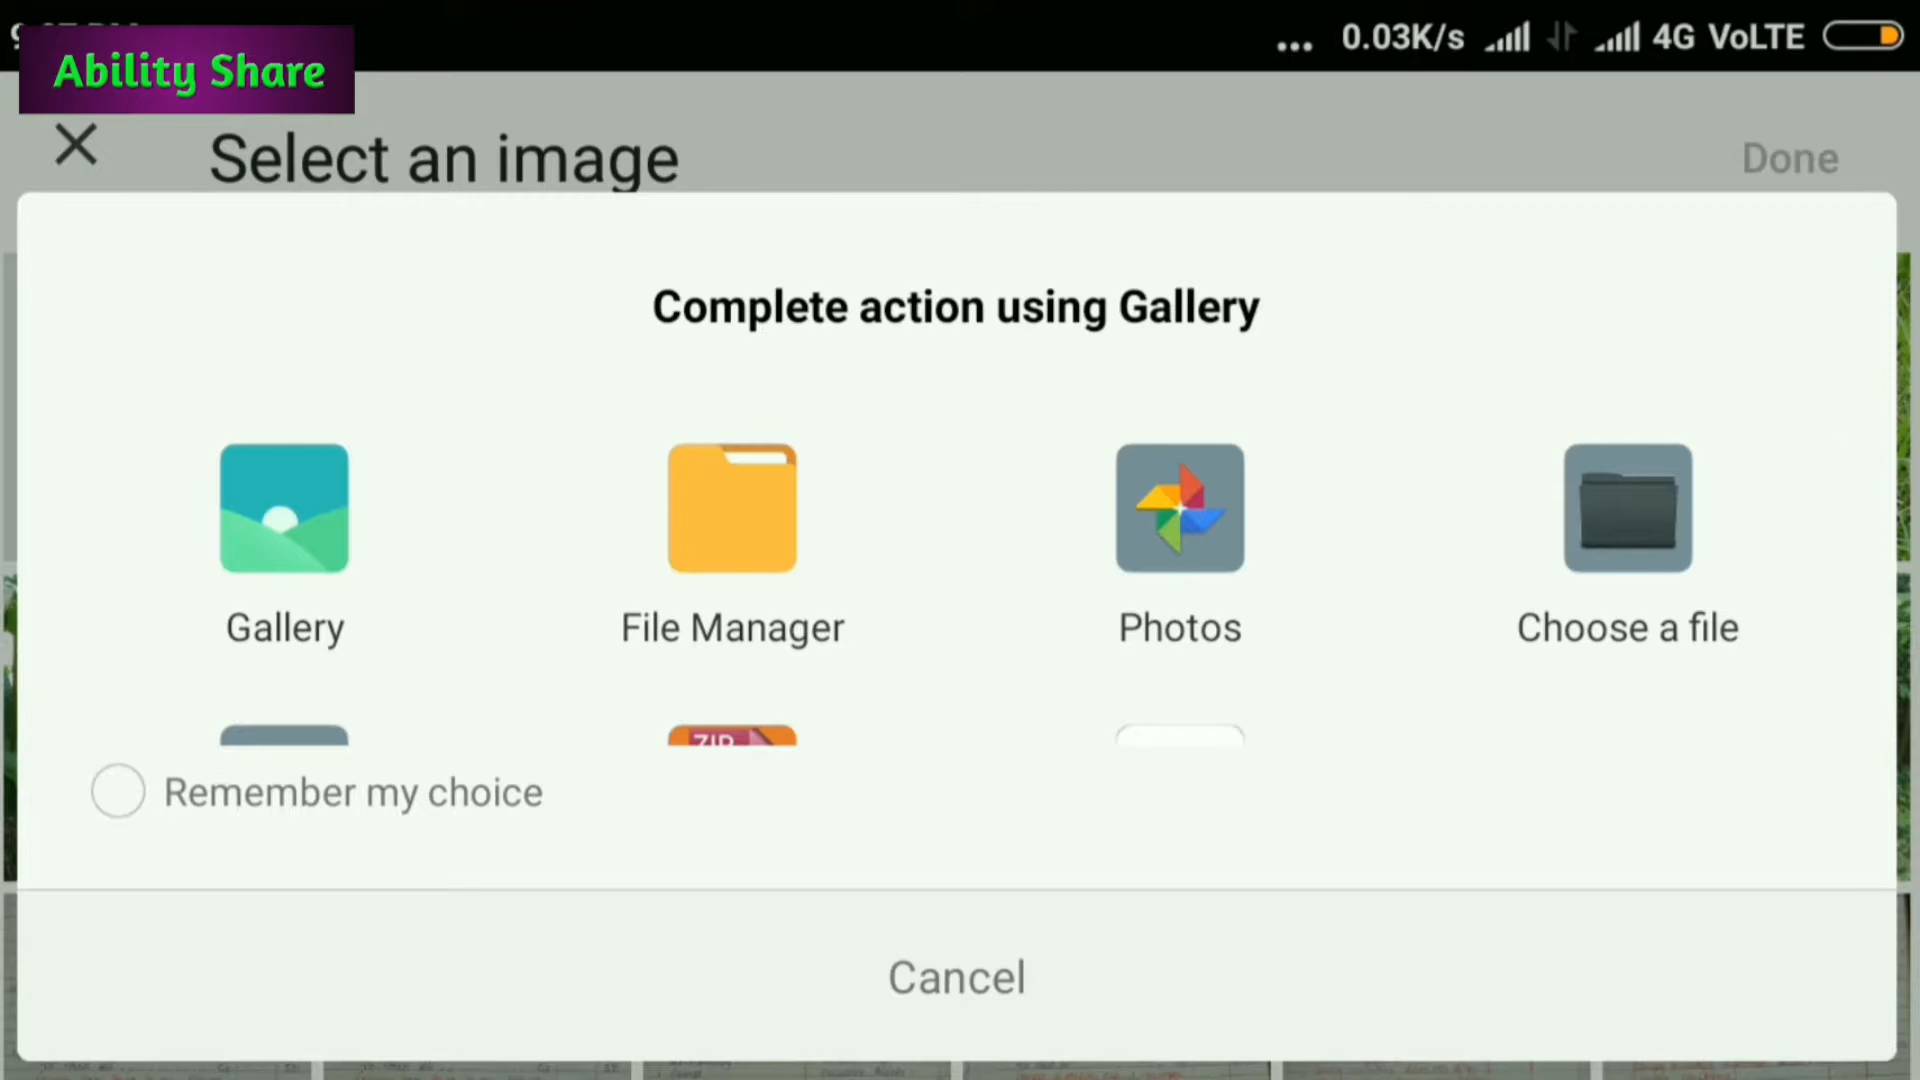 Ability Share
0.03K/s 4G VoLTE
Select an image
Done
Complete action using Gallery
Gallery
File Manager
Photos
Choose a file
ZIP
Remember my choice
Cancel